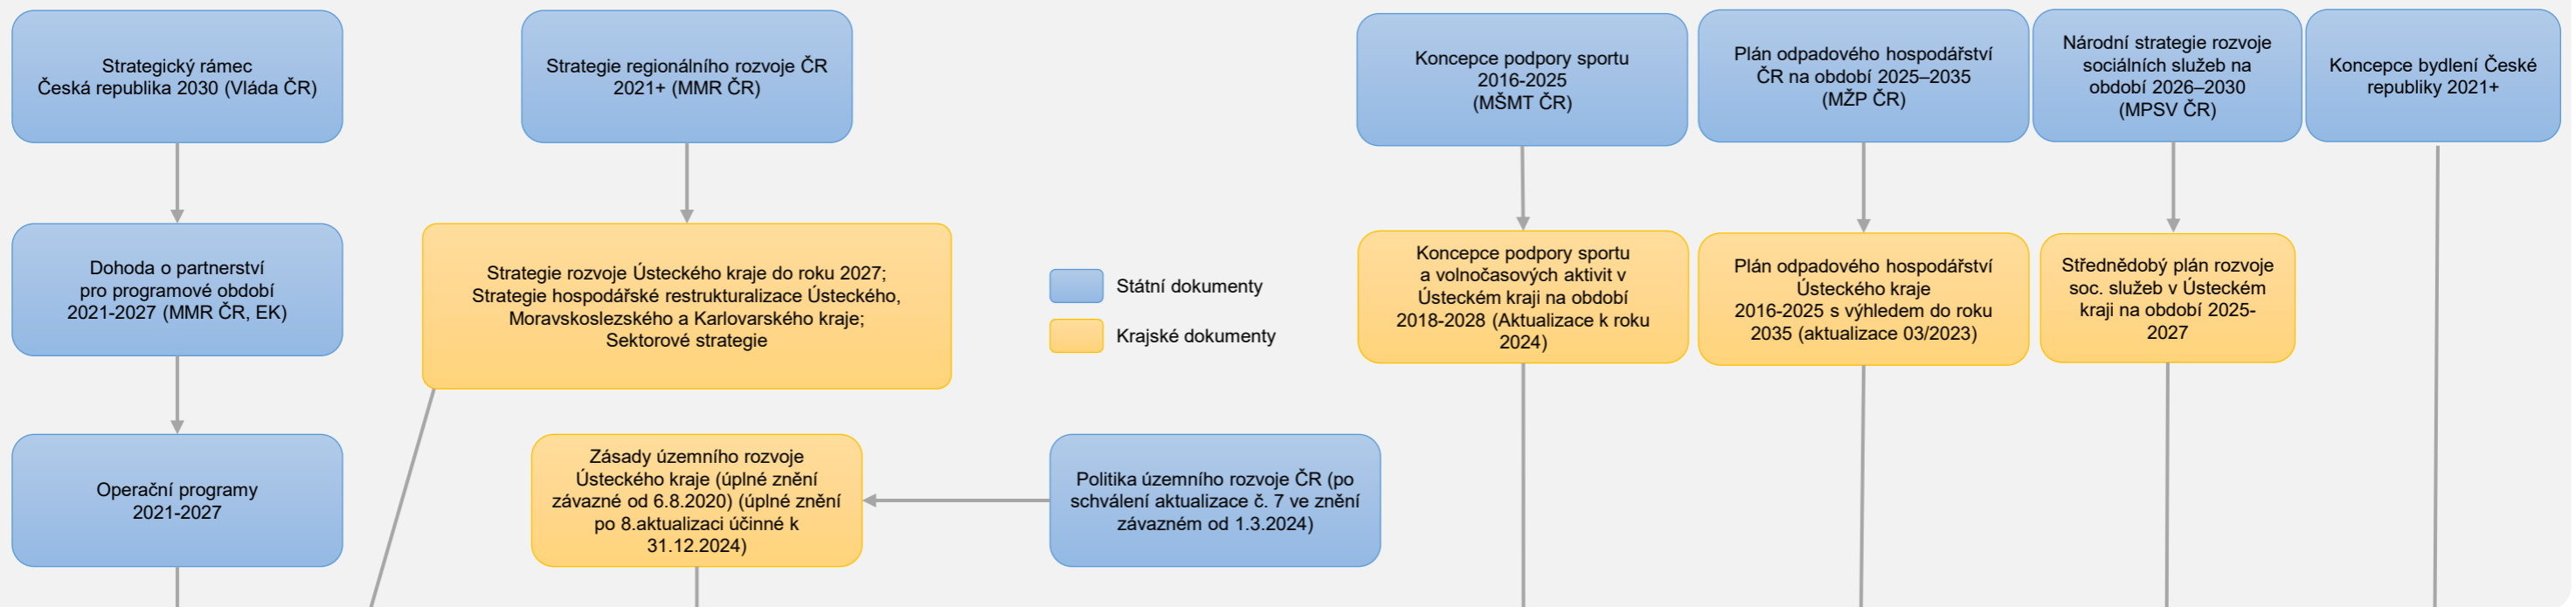 Strategický rámec
Česká republika 2030 (Vláda ČR)
Strategie regionálního rozvoje ČR
2021+ (MMR ČR)
Koncepce podpory sportu
2016-2025
(MŠMT ČR)
Plán odpadového hospodářství
ČR na období 2025–2035
(MŽP ČR)
Národní strategie rozvoje
sociálních služeb na
období 2026–2030
(MPSV ČR)
Koncepce bydlení České
republiky 2021+
Dohoda o partnerství
pro programové období
2021-2027 (MMR ČR, EK)
Strategie rozvoje Ústeckého kraje do roku 2027;
Strategie hospodářské restrukturalizace Ústeckého,
Moravskoslezského a Karlovarského kraje;
Sektorové strategie
Státní dokumenty
Krajské dokumenty
Koncepce podpory sportu
a volnočasových aktivit v
Ústeckém kraji na období
2018-2028 (Aktualizace k roku
2024)
Plán odpadového hospodářství
Ústeckého kraje
2016-2025 s výhledem do roku
2035 (aktualizace 03/2023)
Střednědobý plán rozvoje
soc. služeb v Ústeckém
kraji na období 2025-
2027
Operační programy
2021-2027
Zásady územního rozvoje
Ústeckého kraje (úplné znění
závazné od 6.8.2020) (úplné znění
po 8.aktualizaci účinné k
31.12.2024)
Politika územního rozvoje ČR (po
schválení aktualizace č. 7 ve znění
závazném od 1.3.2024)